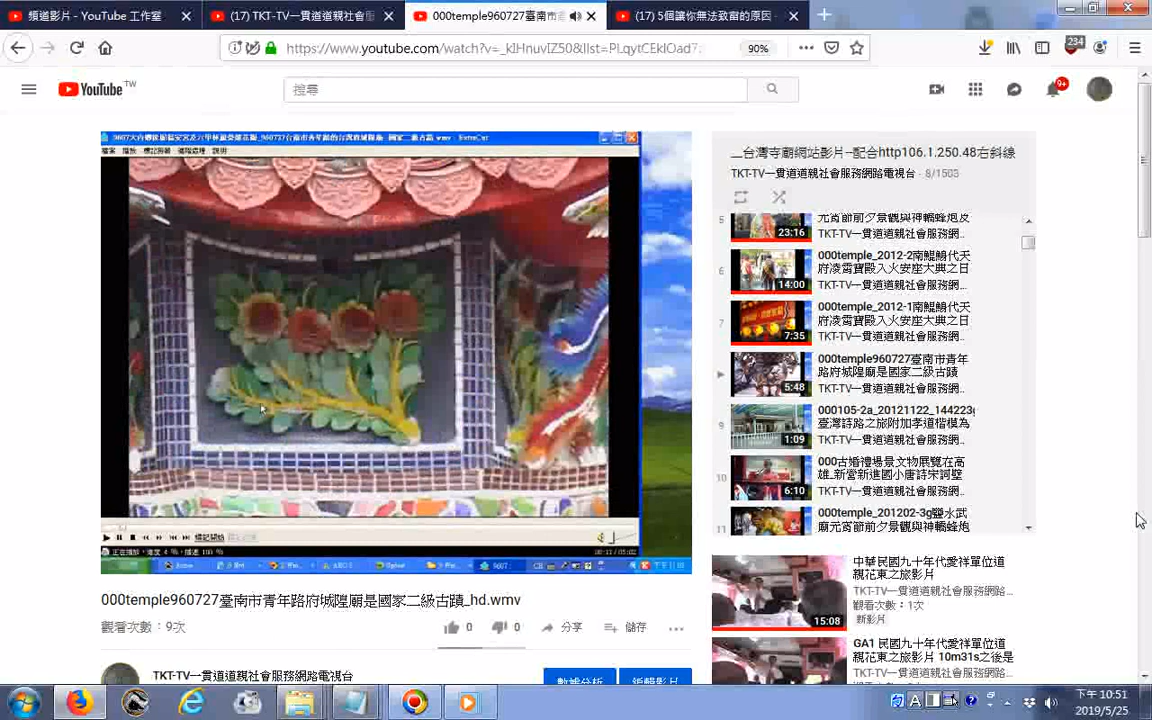 頻道影片 - YouTube 工作室
(17) TKT-TV一貫道道親社會
000temple960727臺南市
(17) 5個讓你無法致富的原因
https://www.youtube.com/watch?v=_
90%
234
YouTube TW
搜尋
9+
檔案 播放 標記剪輯 進階處理 說明
標記開始
二台灣寺廟網站影片--配合http106.1.250.48右斜線
TKT-TV一貫道道親社會服務網路電視台 - 8/1503
5
元宵節前夕景觀與神轎蜂炮及
TKT-TV一貫道道親社會服務網..
23:16
6
000temple_2012-2南鯤鯓代天
府凌霄寶殿入火安座大典之日
TKT-TV一貫道道親社會服務網..
14:00
7
000temple_2012-1南鯤鯓代天
府凌霄寶殿入火安座大典之日
TKT-TV一貫道道親社會服務網..
7:35
000temple960727臺南市青年
路府城隍廟是國家二級古蹟
TKT-TV一貫道道親社會服務網..
5:48
9
000105-2a_20121122_144223g
臺灣詩路之旅附加孝道楷模為
TKT-TV一貫道道親社會服務網..
1:09
10
000古婚禮場景文物展覽在高
雄_新營新進國小唐詩宋詞壁
TKT-TV一貫道道親社會服務網..
6:10
11
000temple_201202-3g鹽水武
廟元宵節前夕景觀與神轎蜂炮
000temple960727臺南市青年路府城隍廟是國家二級古蹟_hd.wmv
觀看次數：9次
0 0 分享 儲存
TKT-TV一貫道道親社會服務網路電視台
數據分析 編輯影片
中華民國九十年代愛祥單位道
親花東之旅影片
TKT-TV一貫道道親社會服務網路...
觀看次數：1次
新影片
15:08
GA1 民國九十年代愛祥單位道
親花東之旅影片 10m31s之後是
TKT-TV一貫道道親社會服務網路...
下午 10:51
2019/5/25